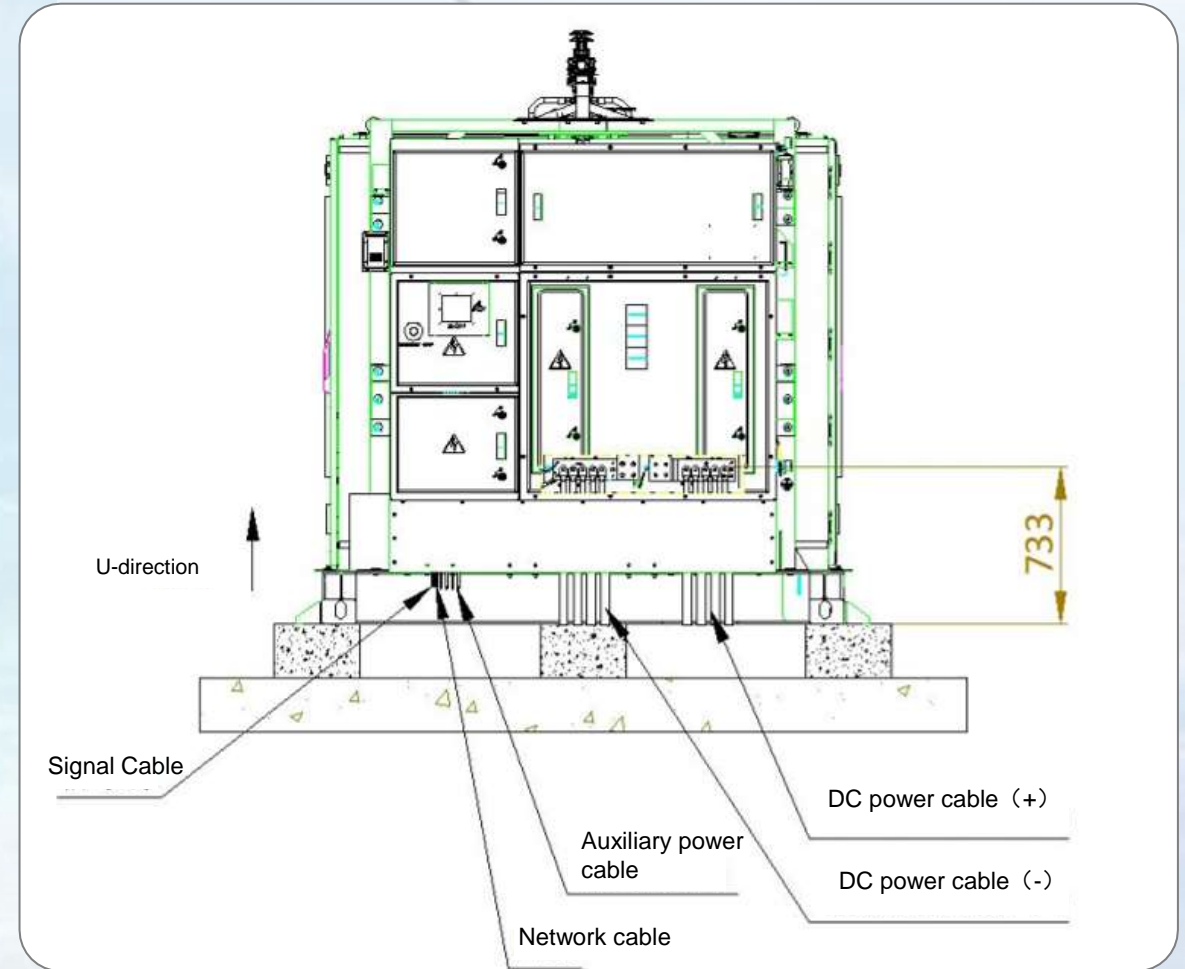 733
U-direction
Signal Cable
DC power cable（+）
Auxiliary power
cable
DC power cable（-）
Network cable